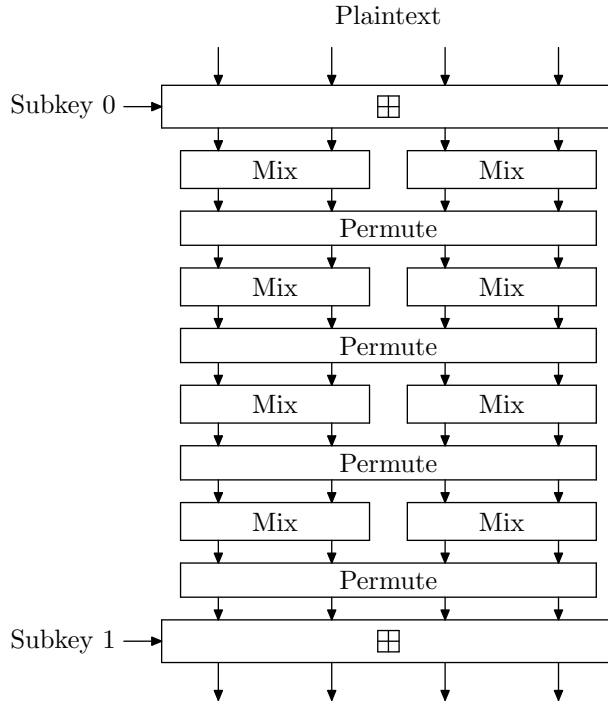 Plaintext
Subkey 0 ⊞
Mix Mix
Permute
Mix Mix
Permute
Mix Mix
Permute
Mix Mix
Permute
Subkey 1 ⊞